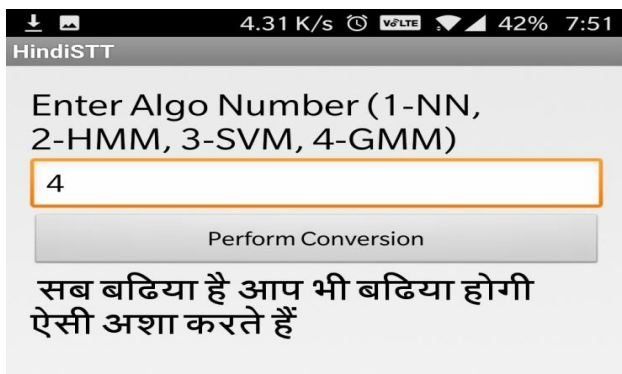 4.31 K/s VoLTE 42% 7:51
HindiSTT
Enter Algo Number (1-NN,
2-HMM, 3-SVM, 4-GMM)
4
Perform Conversion
सब बढिया है आप भी बढिया होगी
ऐसी अशा करते हैं